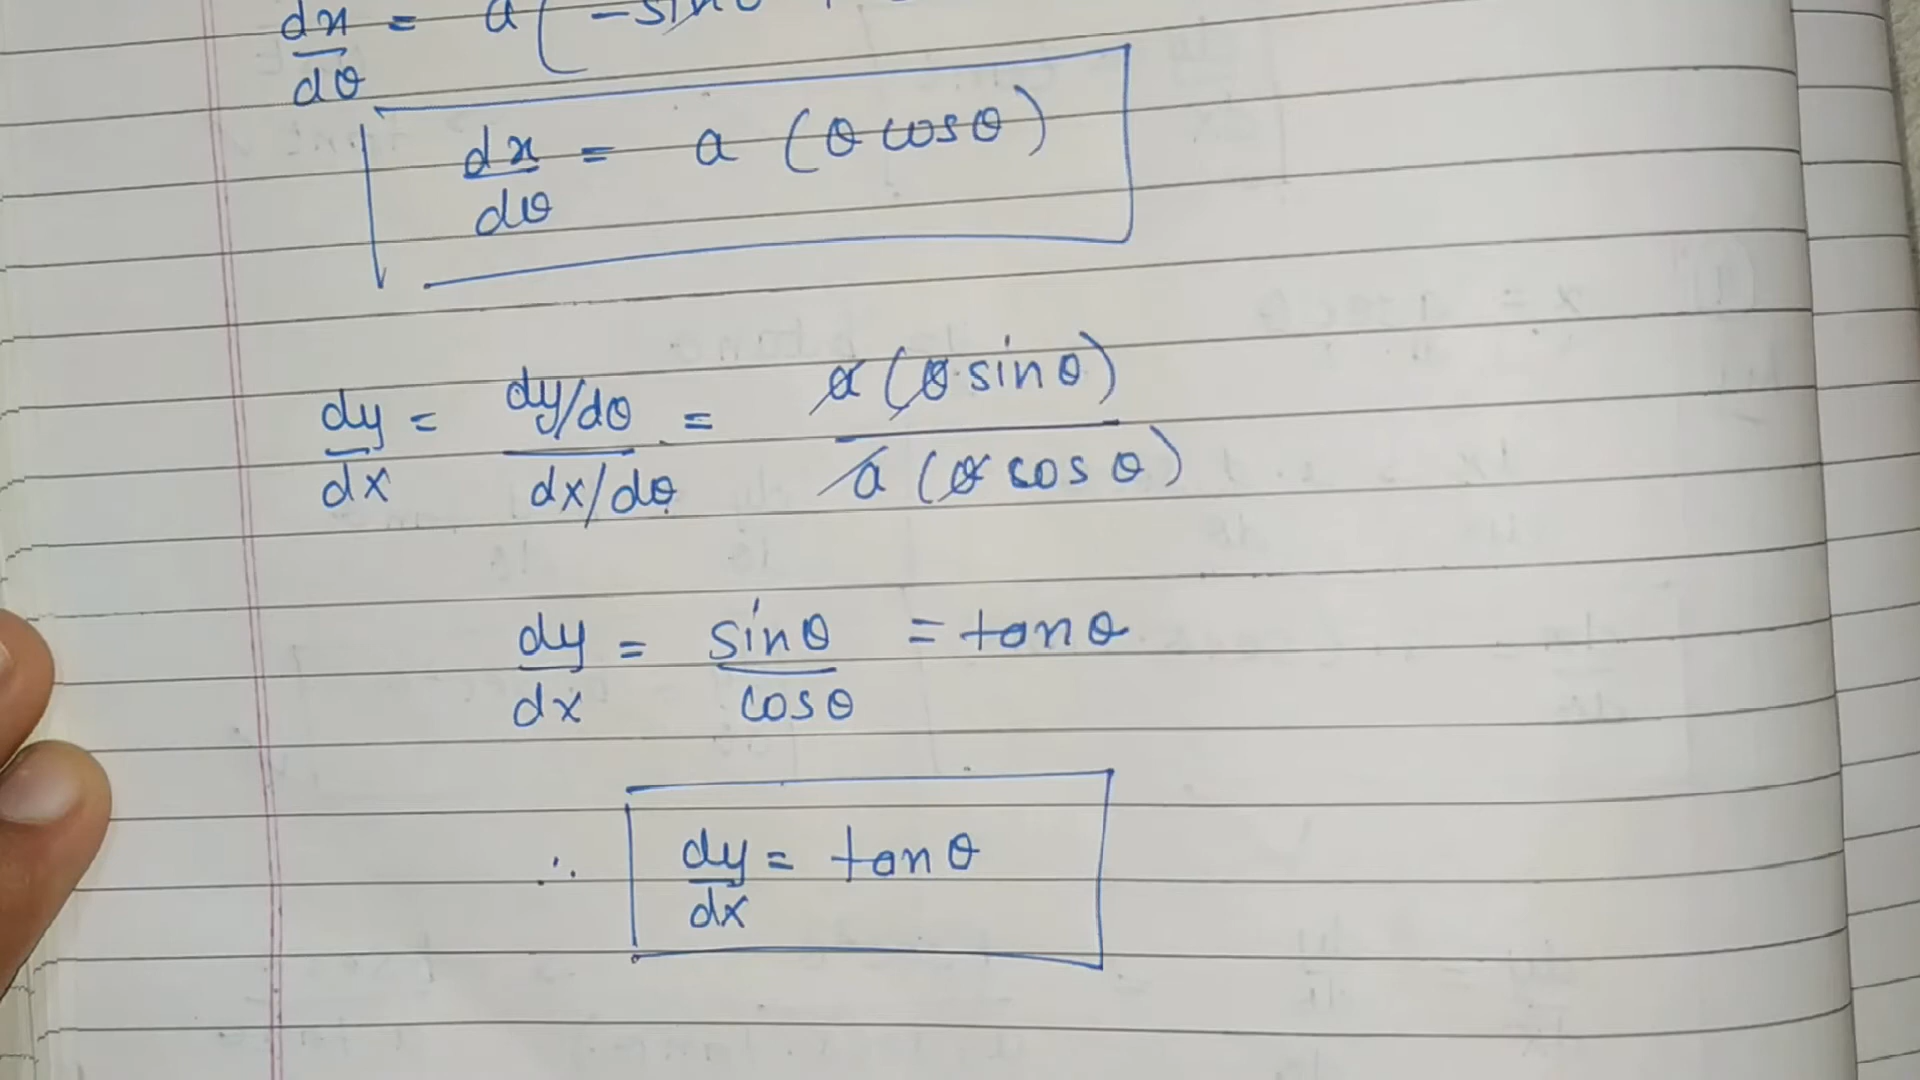 dx/dθ = a(-sinθ
dx/dθ = a (θ cosθ)
dy/dx = dy/dθ / dx/dθ = a (θ sinθ) / a (θ cosθ)
dy/dx = sinθ / cosθ = tanθ
∴ dy/dx = tanθ